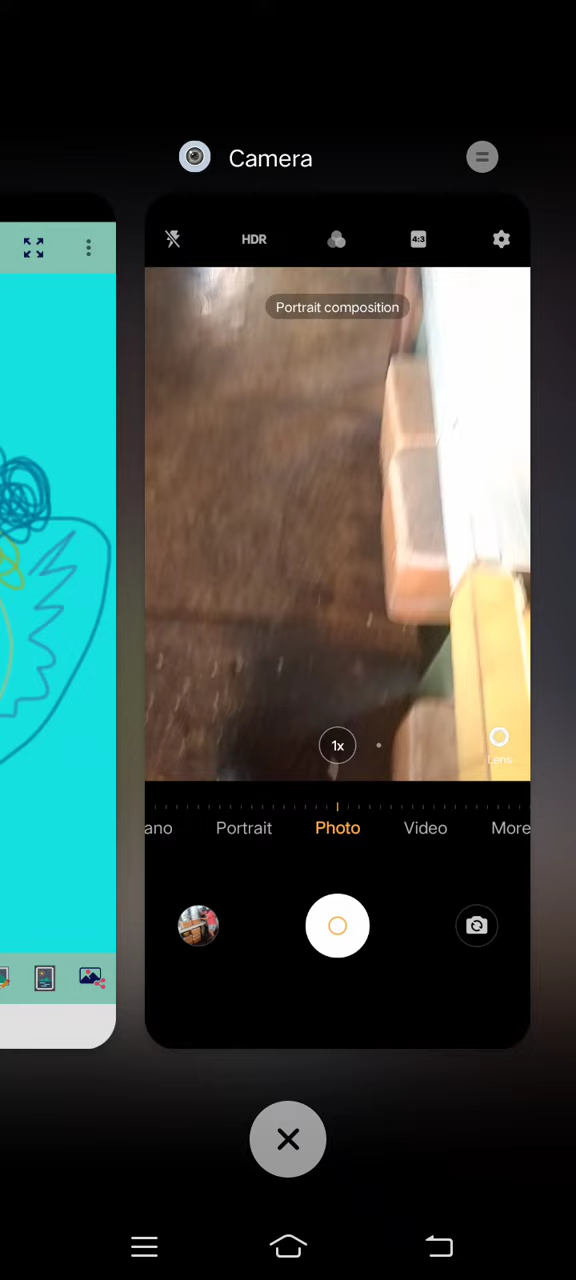 Camera
HDR
4:3
Portrait composition
1x
Lens
ano Portrait Photo Video More